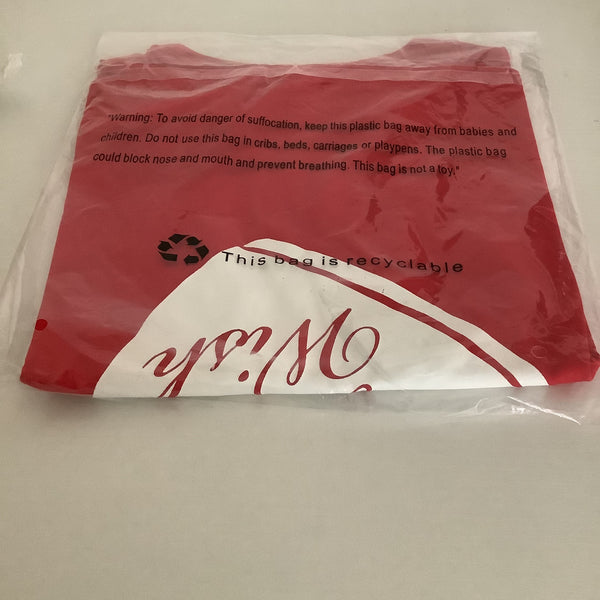 "Warning: To avoid danger of suffocation, keep this plastic bag away from babies and
children. Do not use this bag in cribs, beds, carriages or playpens. The plastic bag
could block nose and mouth and prevent breathing. This bag is not a toy."
This bag is recyclable
Wish